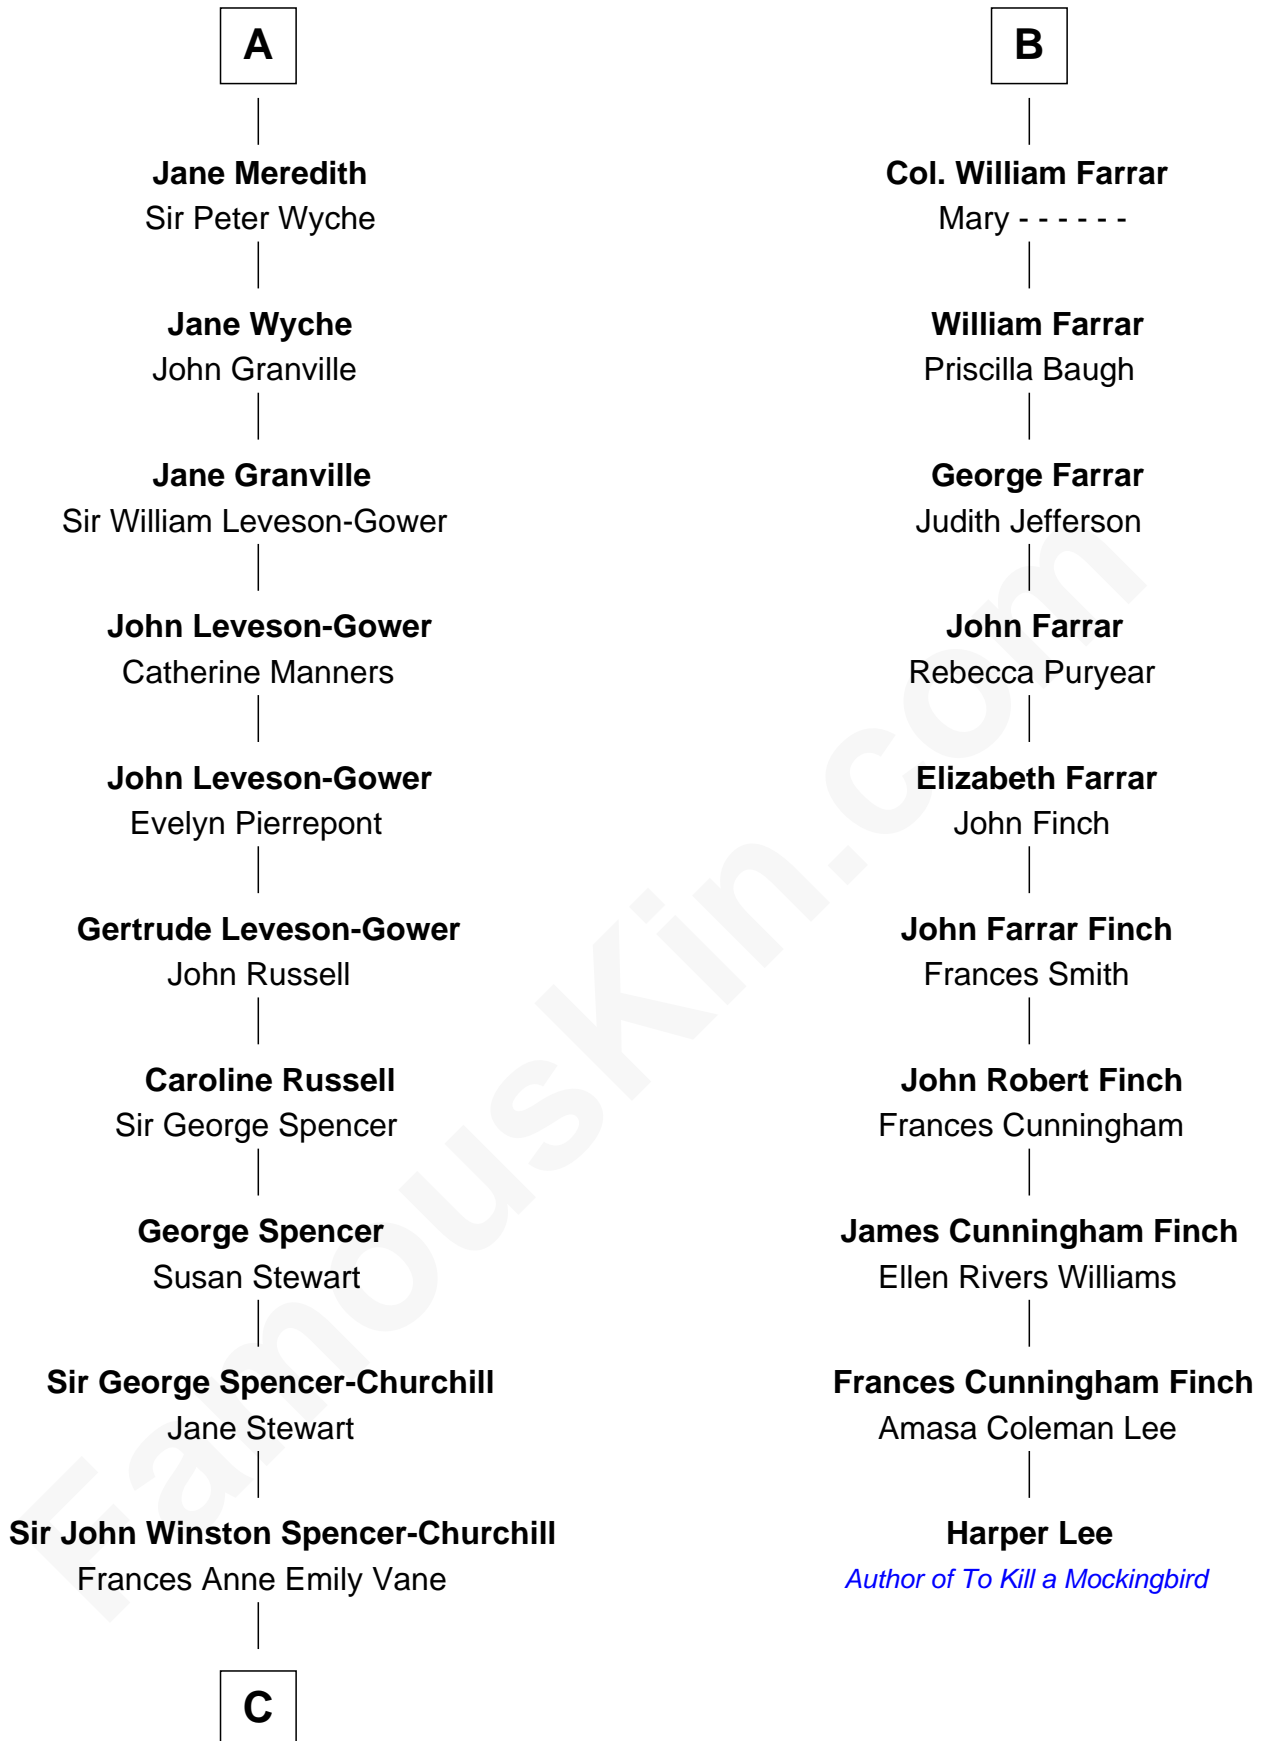 A
Jane Meredith
Sir Peter Wyche
Jane Wyche
John Granville
Jane Granville
Sir William Leveson-Gower
John Leveson-Gower
Catherine Manners
John Leveson-Gower
Evelyn Pierrepont
Gertrude Leveson-Gower
John Russell
Caroline Russell
Sir George Spencer
George Spencer
Susan Stewart
Sir George Spencer-Churchill
Jane Stewart
Sir John Winston Spencer-Churchill
Frances Anne Emily Vane
C
B
Col. William Farrar
Mary - - - - - -
William Farrar
Priscilla Baugh
George Farrar
Judith Jefferson
John Farrar
Rebecca Puryear
Elizabeth Farrar
John Finch
John Farrar Finch
Frances Smith
John Robert Finch
Frances Cunningham
James Cunningham Finch
Ellen Rivers Williams
Frances Cunningham Finch
Amasa Coleman Lee
Harper Lee
Author of To Kill a Mockingbird
FamousKin.com